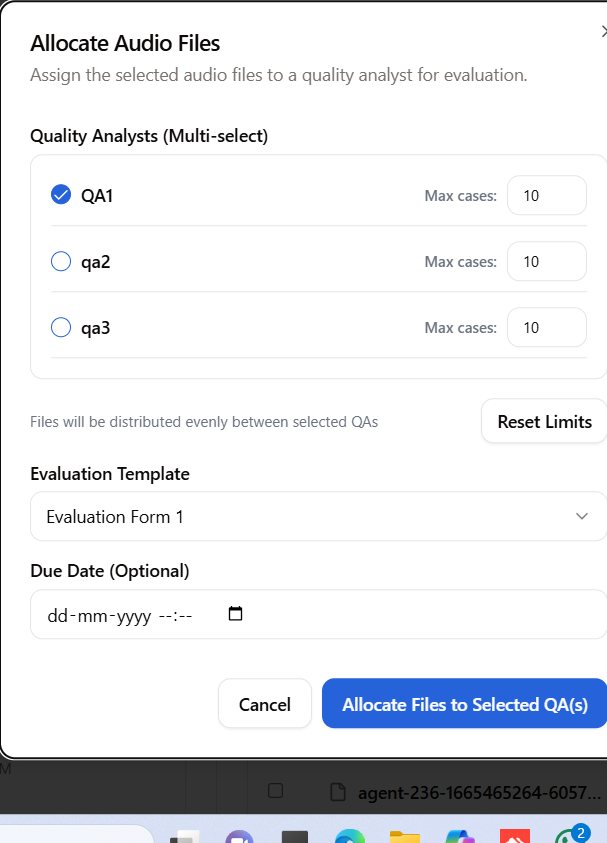 Allocate Audio Files
Assign the selected audio files to a quality analyst for evaluation.
Quality Analysts (Multi-select)
QA1 Max cases: 10
qa2 Max cases: 10
qa3 Max cases: 10
Files will be distributed evenly between selected QAs
Reset Limits
Evaluation Template
Evaluation Form 1
Due Date (Optional)
dd-mm-yyyy --:--
Cancel
Allocate Files to Selected QA(s)
M
agent-236-1665465264-6057...
2